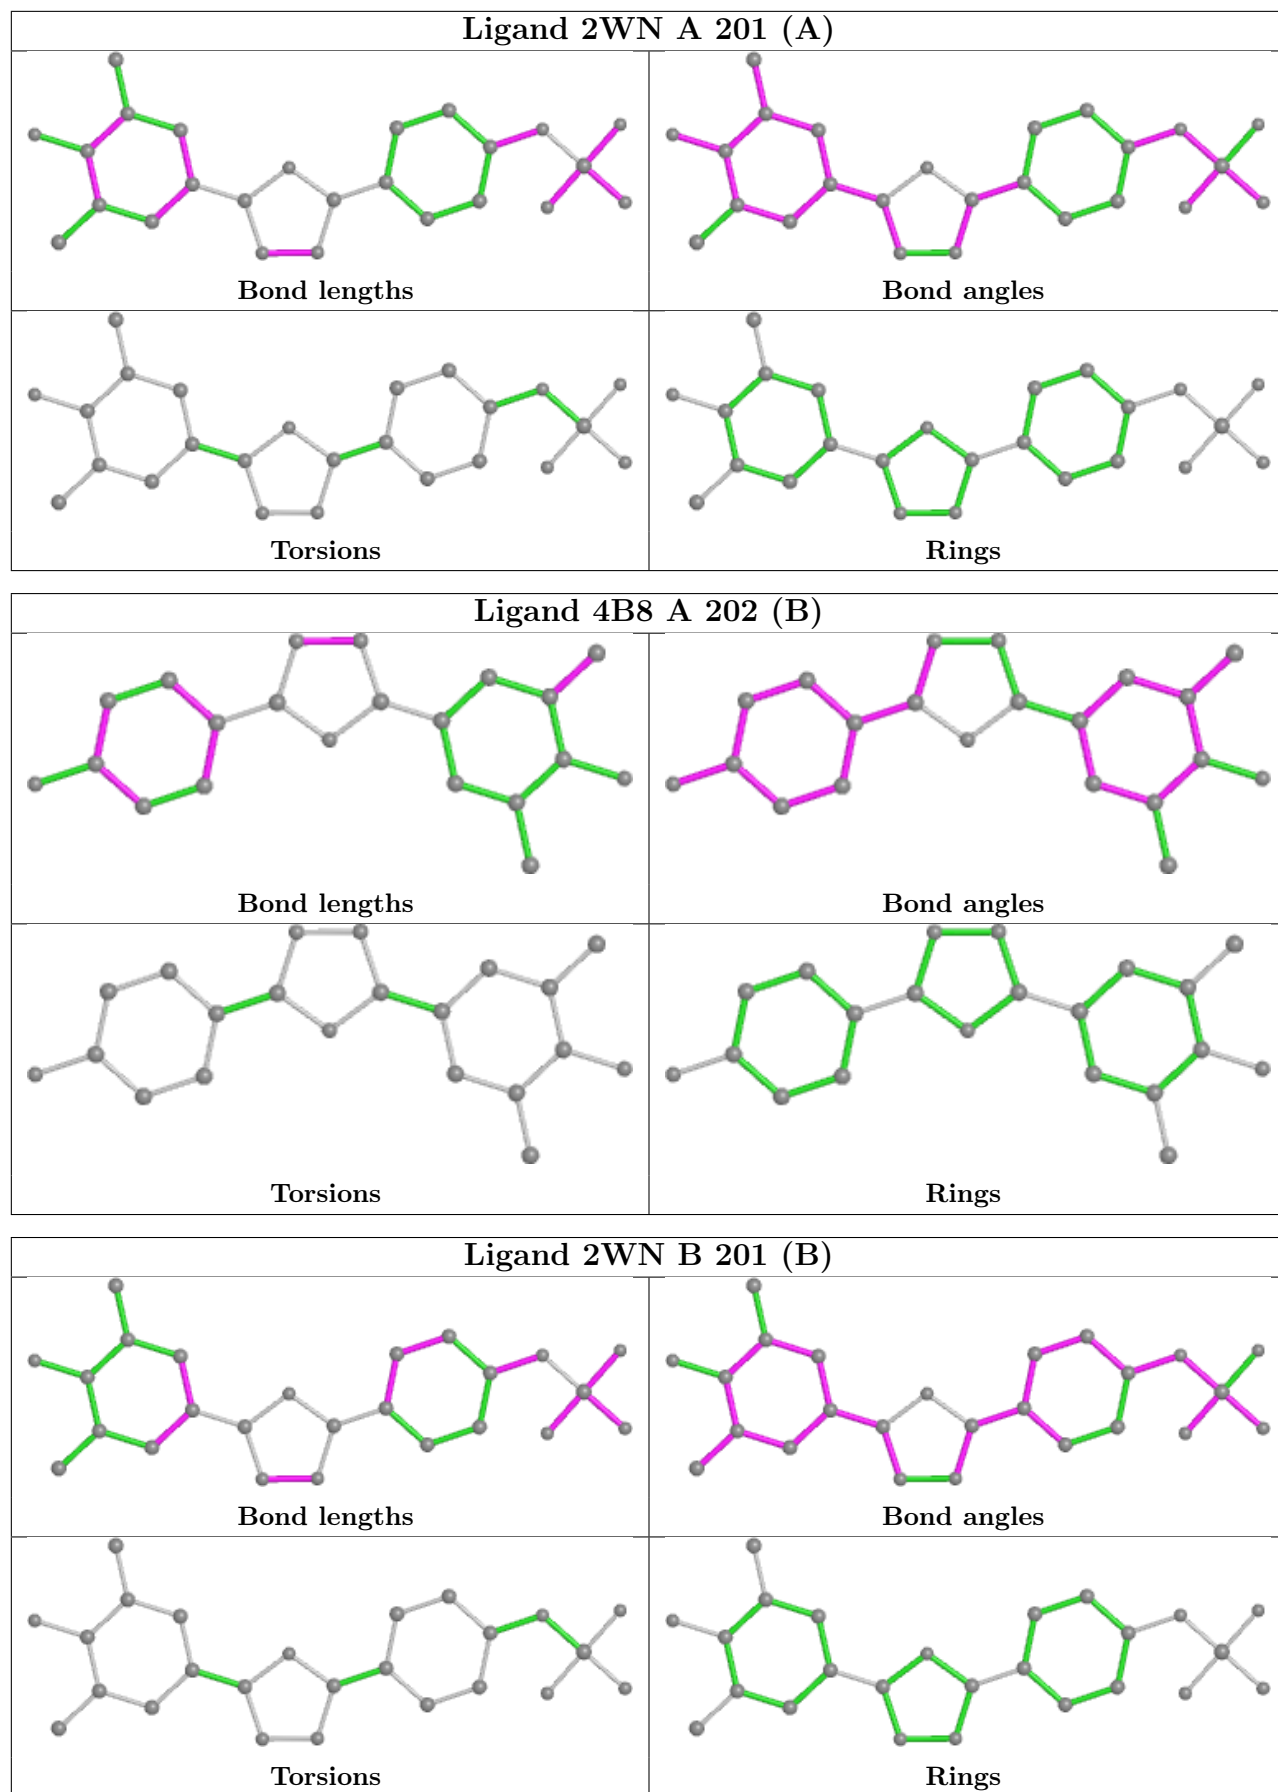 Ligand 2WN A 201 (A)
Bond lengths
Bond angles
Torsions
Rings
Ligand 4B8 A 202 (B)
Bond lengths
Bond angles
Torsions
Rings
Ligand 2WN B 201 (B)
Bond lengths
Bond angles
Torsions
Rings